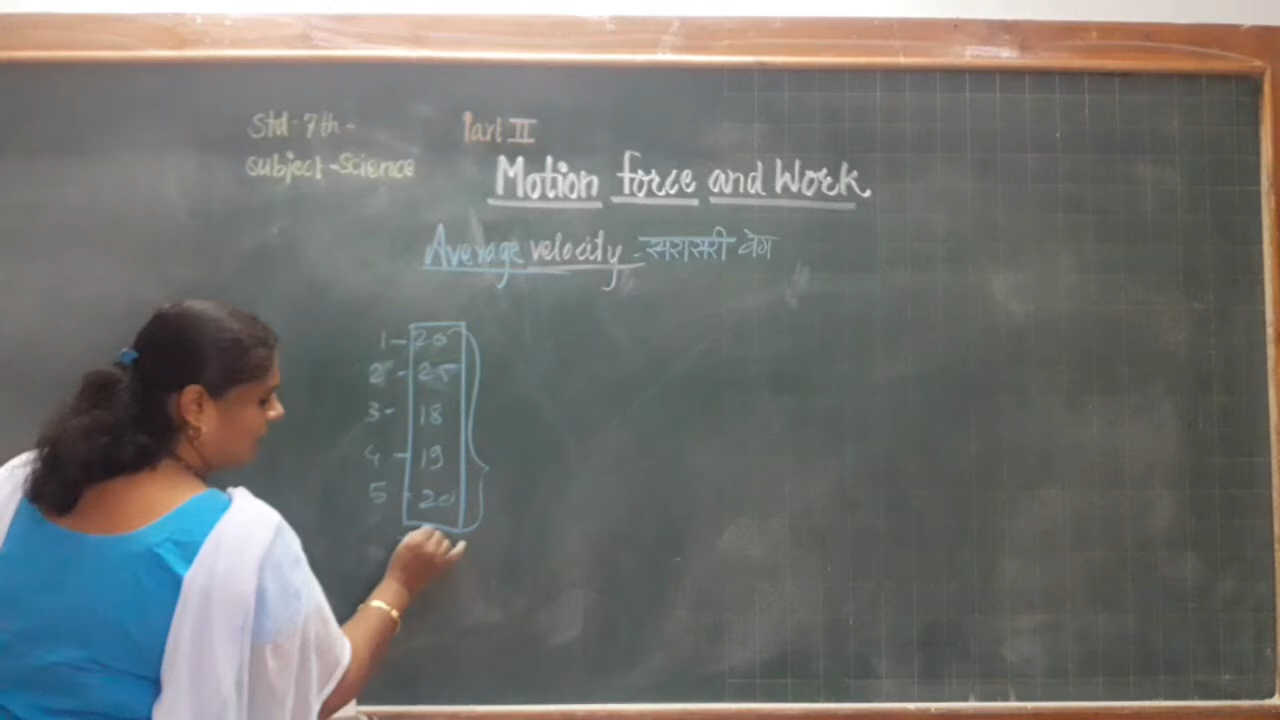 Std-7th-
Part II
Subject-Science
Motion force and Work
Average velocity - सरासरी वेग
1- 20
2- 25
3- 18
4- 19
5 20